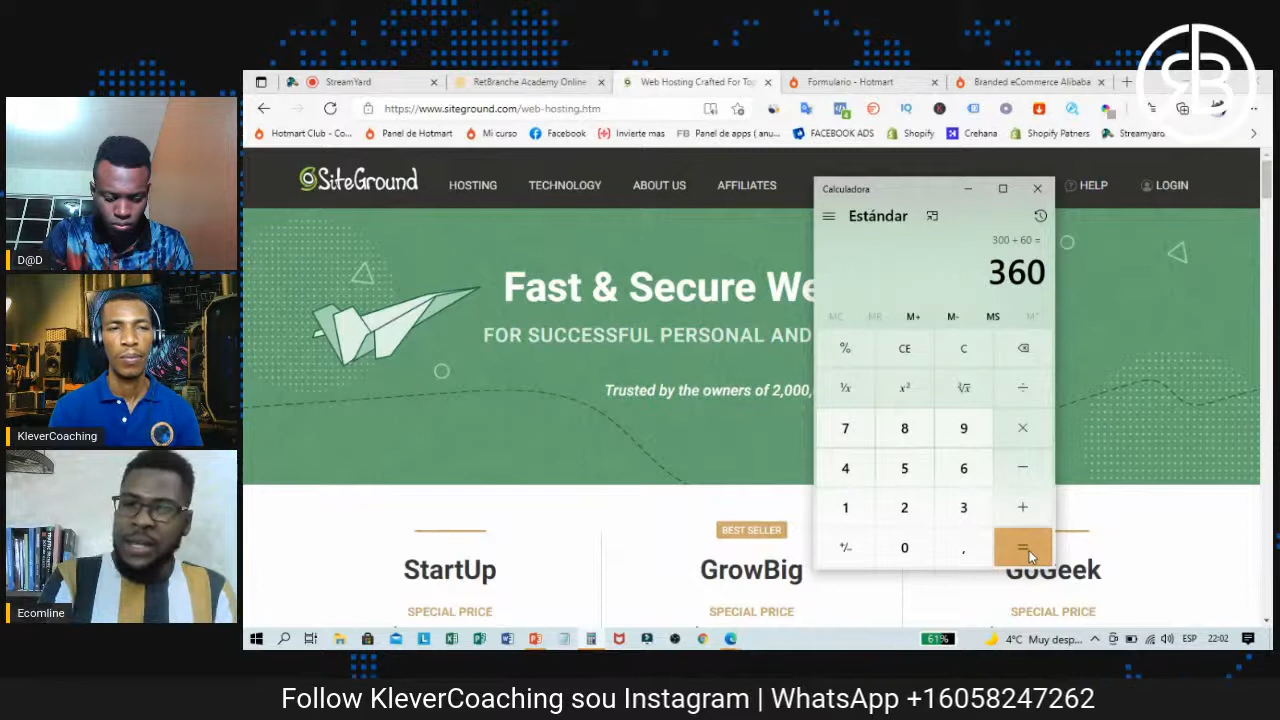 StreamYard
RetBranche Academy Online
Web Hosting Crafted For To
Formulario - Hotmart
Branded eCommerce Alibaba
https://www.siteground.com/web-hosting.htm
Hotmart Club - Co...
Panel de Hotmart
Mi curso
Facebook
Invierte mas
Panel de apps ( anu...
FACEBOOK ADS
Shopify
Crehana
Shopify Patners
Streamyard
SiteGround
HOSTING
TECHNOLOGY
ABOUT US
AFFILIATES
HELP
LOGIN
Fast & Secure We
FOR SUCCESSFUL PERSONAL AND
Trusted by the owners of 2,000,
Calculadora
Estándar
300 + 60 =
360
MC MR M+ M- MS
% CE C
¹/x x² ÷
7 8 9 ×
4 5 6 −
1 2 3 +
+/− 0 , =
BEST SELLER
StartUp
GrowBig
GoGeek
SPECIAL PRICE
SPECIAL PRICE
SPECIAL PRICE
D@D
KleverCoaching
Ecomline
61%
4°C Muy desp...
ESP
22:02
Follow KleverCoaching sou Instagram | WhatsApp +16058247262